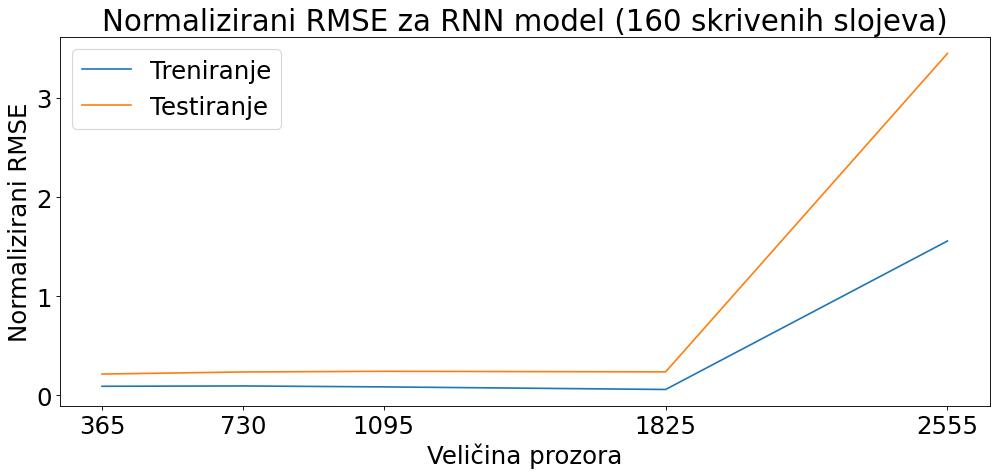 Normalizirani RMSE za RNN model (160 skrivenih slojeva)
Treniranje
Testiranje
Normalizirani RMSE
3
2
1
0
365 730 1095 1825 2555
Veličina prozora